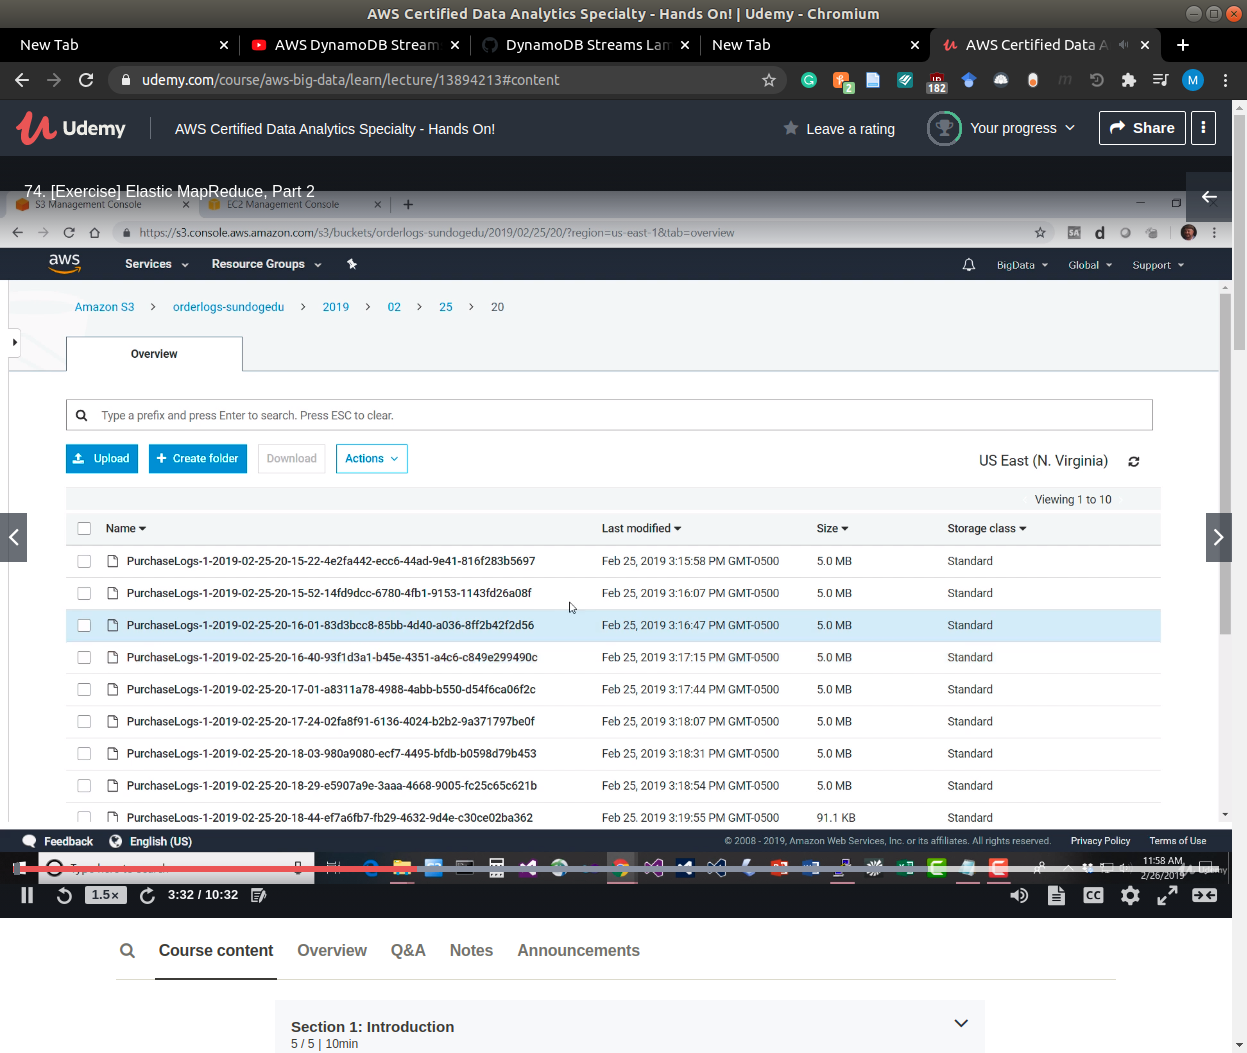 AWS Certified Data Analytics Specialty - Hands On! | Udemy - Chromium
New Tab
AWS DynamoDB Stream
DynamoDB Streams Lam
New Tab
AWS Certified Data A
udemy.com/course/aws-big-data/learn/lecture/13894213#content
2
182
M
Udemy
AWS Certified Data Analytics Specialty - Hands On!
Leave a rating
Your progress
Share
74. [Exercise] Elastic MapReduce, Part 2
S3 Management Console
EC2 Management Console
https://s3.console.aws.amazon.com/s3/buckets/orderlogs-sundogedu/2019/02/25/20/?region=us-east-1&tab=overview
SA
d
aws
Services
Resource Groups
BigData
Global
Support
Amazon S3 > orderlogs-sundogedu > 2019 > 02 > 25 > 20
Overview
Type a prefix and press Enter to search. Press ESC to clear.
Upload
+ Create folder
Download
Actions
US East (N. Virginia)
Viewing 1 to 10
Name Last modified Size Storage class
PurchaseLogs-1-2019-02-25-20-15-22-4e2fa442-ecc6-44ad-9e41-816f283b5697 Feb 25, 2019 3:15:58 PM GMT-0500 5.0 MB Standard
PurchaseLogs-1-2019-02-25-20-15-52-14fd9dcc-6780-4fb1-9153-1143fd26a08f Feb 25, 2019 3:16:07 PM GMT-0500 5.0 MB Standard
PurchaseLogs-1-2019-02-25-20-16-01-83d3bcc8-85bb-4d40-a036-8ff2b42f2d56 Feb 25, 2019 3:16:47 PM GMT-0500 5.0 MB Standard
PurchaseLogs-1-2019-02-25-20-16-40-93f1d3a1-b45e-4351-a4c6-c849e299490c Feb 25, 2019 3:17:15 PM GMT-0500 5.0 MB Standard
PurchaseLogs-1-2019-02-25-20-17-01-a8311a78-4988-4abb-b550-d54f6ca06f2c Feb 25, 2019 3:17:44 PM GMT-0500 5.0 MB Standard
PurchaseLogs-1-2019-02-25-20-17-24-02fa8f91-6136-4024-b2b2-9a371797be0f Feb 25, 2019 3:18:07 PM GMT-0500 5.0 MB Standard
PurchaseLogs-1-2019-02-25-20-18-03-980a9080-ecf7-4495-bfdb-b0598d79b453 Feb 25, 2019 3:18:31 PM GMT-0500 5.0 MB Standard
PurchaseLogs-1-2019-02-25-20-18-29-e5907a9e-3aaa-4668-9005-fc25c65c621b Feb 25, 2019 3:18:54 PM GMT-0500 5.0 MB Standard
PurchaseLogs-1-2019-02-25-20-18-44-ef7a6fb7-fb29-4632-9d4e-c30ce02ba362 Feb 25, 2019 3:19:55 PM GMT-0500 91.1 KB Standard
Feedback
English (US)
© 2008 - 2019, Amazon Web Services, Inc. or its affiliates. All rights reserved.
Privacy Policy
Terms of Use
11:58 AM
2/26/2019
1.5×
3:32 / 10:32
CC
Course content
Overview
Q&A
Notes
Announcements
Section 1: Introduction
5 / 5 | 10min